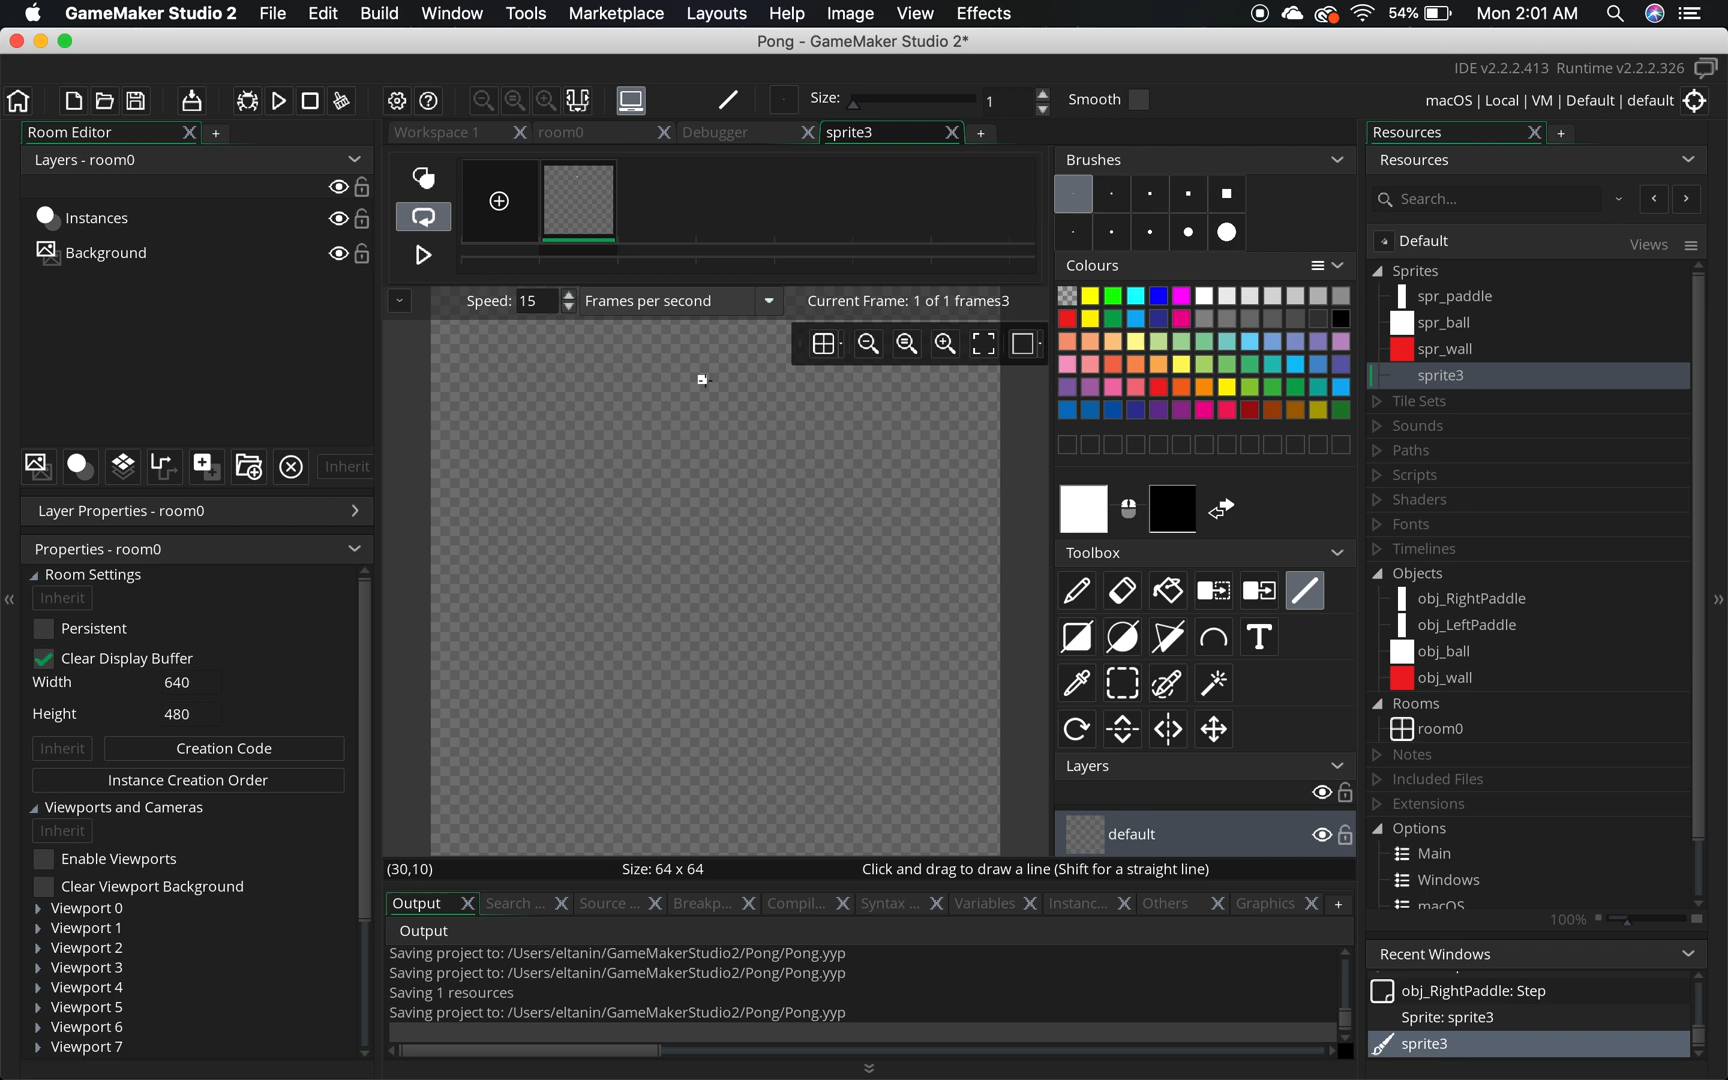 GameMaker Studio 2 File Edit Build Window Tools Marketplace Layouts Help Image View Effects 54% Mon 2:01 AM
Pong - GameMaker Studio 2*
IDE v2.2.2.413 Runtime v2.2.2.326
Size: 1 Smooth
macOS | Local | VM | Default | default
Room Editor
Layers - room0
Instances
Background
Inherit
Layer Properties - room0
Properties - room0
Room Settings
Inherit
Persistent
Clear Display Buffer
Width 640
Height 480
Inherit Creation Code
Instance Creation Order
Viewports and Cameras
Inherit
Enable Viewports
Clear Viewport Background
Viewport 0
Viewport 1
Viewport 2
Viewport 3
Viewport 4
Viewport 5
Viewport 6
Viewport 7
Workspace 1 room0 Debugger sprite3
Speed: 15 Frames per second Current Frame: 1 of 1 frames3
(30,10) Size: 64 x 64 Click and drag to draw a line (Shift for a straight line)
Output Search ... Source ... Breakp... Compil... Syntax ... Variables Instanc... Others Graphics
Output
Saving project to: /Users/eltanin/GameMakerStudio2/Pong/Pong.yyp
Saving project to: /Users/eltanin/GameMakerStudio2/Pong/Pong.yyp
Saving 1 resources
Saving project to: /Users/eltanin/GameMakerStudio2/Pong/Pong.yyp
Brushes
Colours
Toolbox
T
Layers
default
Resources
Resources
Search...
Default Views
Sprites
spr_paddle
spr_ball
spr_wall
sprite3
Tile Sets
Sounds
Paths
Scripts
Shaders
Fonts
Timelines
Objects
obj_RightPaddle
obj_LeftPaddle
obj_ball
obj_wall
Rooms
room0
Notes
Included Files
Extensions
Options
Main
Windows
macOS
100%
Recent Windows
obj_RightPaddle: Step
Sprite: sprite3
sprite3